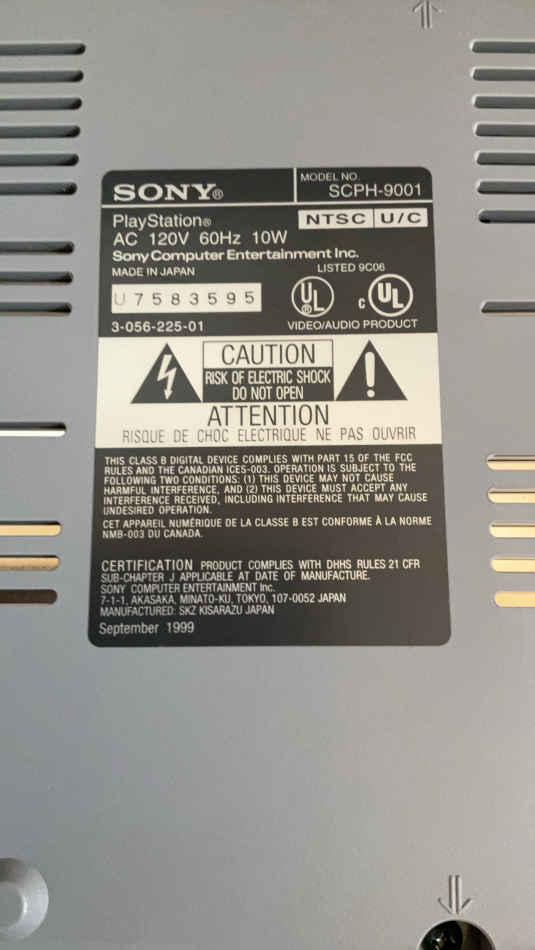 SONY®
MODEL NO.
SCPH-9001
PlayStation®
NTSC U/C
AC 120V 60Hz 10W
Sony Computer Entertainment Inc.
MADE IN JAPAN
LISTED 9C06
U7583595
UL®
c UL
3-056-225-01
VIDEO/AUDIO PRODUCT
CAUTION
RISK OF ELECTRIC SHOCK
DO NOT OPEN
ATTENTION
RISQUE DE CHOC ELECTRIQUE NE PAS OUVRIR
THIS CLASS B DIGITAL DEVICE COMPLIES WITH PART 15 OF THE FCC
RULES AND THE CANADIAN ICES-003. OPERATION IS SUBJECT TO THE
FOLLOWING TWO CONDITIONS: (1) THIS DEVICE MAY NOT CAUSE
HARMFUL INTERFERENCE, AND (2) THIS DEVICE MUST ACCEPT ANY
INTERFERENCE RECEIVED, INCLUDING INTERFERENCE THAT MAY CAUSE
UNDESIRED OPERATION.
CET APPAREIL NUMÉRIQUE DE LA CLASSE B EST CONFORME À LA NORME
NMB-003 DU CANADA.
CERTIFICATION PRODUCT COMPLIES WITH DHHS RULES 21 CFR
SUB-CHAPTER J APPLICABLE AT DATE OF MANUFACTURE.
SONY COMPUTER ENTERTAINMENT Inc.
7-1-1, AKASAKA, MINATO-KU, TOKYO, 107-0052 JAPAN
MANUFACTURED: SKZ KISARAZU JAPAN
September 1999